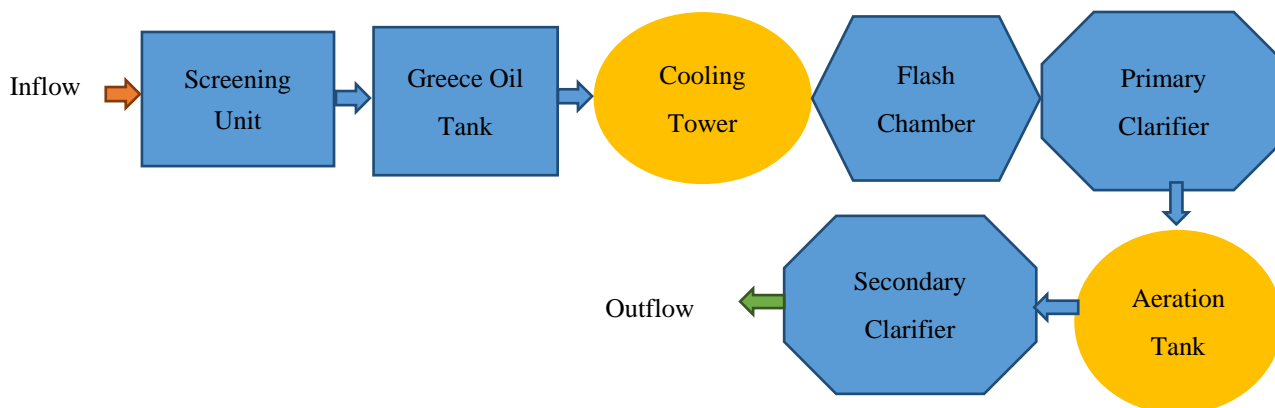 Inflow
Screening
Unit
Greece Oil
Tank
Cooling
Tower
Flash
Chamber
Primary
Clarifier
Outflow
Secondary
Clarifier
Aeration
Tank